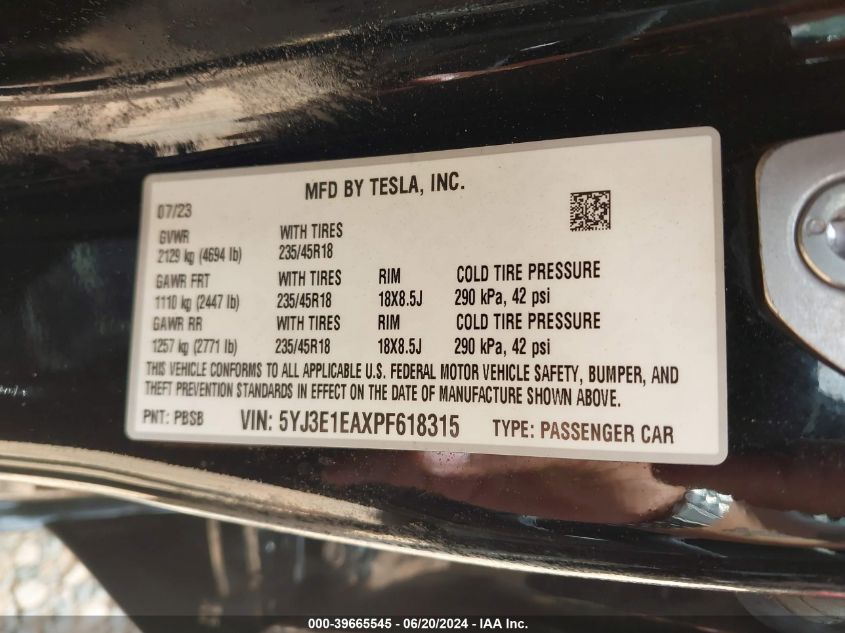 MFD BY TESLA, INC.
07/23
GVWR WITH TIRES
2129 kg (4694 lb) 235/45R18
GAWR FRT WITH TIRES RIM COLD TIRE PRESSURE
1110 kg (2447 lb) 235/45R18 18X8.5J 290 kPa, 42 psi
GAWR RR WITH TIRES RIM COLD TIRE PRESSURE
1257 kg (2771 lb) 235/45R18 18X8.5J 290 kPa, 42 psi
THIS VEHICLE CONFORMS TO ALL APPLICABLE U.S. FEDERAL MOTOR VEHICLE SAFETY, BUMPER, AND
THEFT PREVENTION STANDARDS IN EFFECT ON THE DATE OF MANUFACTURE SHOWN ABOVE.
PNT: PBSB VIN: 5YJ3E1EAXPF618315 TYPE: PASSENGER CAR
000-39665545 - 06/20/2024 - IAA Inc.